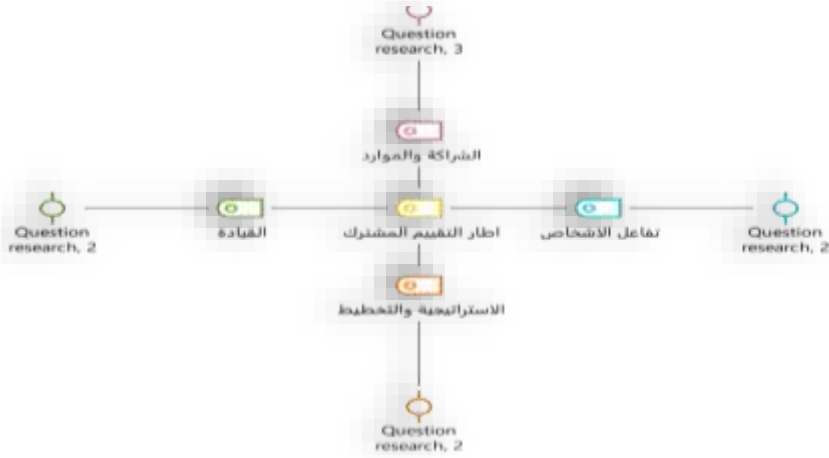 Question
research, 3
الشراكة والموارد
القيادة
اطار التقييم المشترك
تفاعل الاشخاص
Question
research, 2
Question
research, 2
الاستراتيجية والتخطيط
Question
research, 2